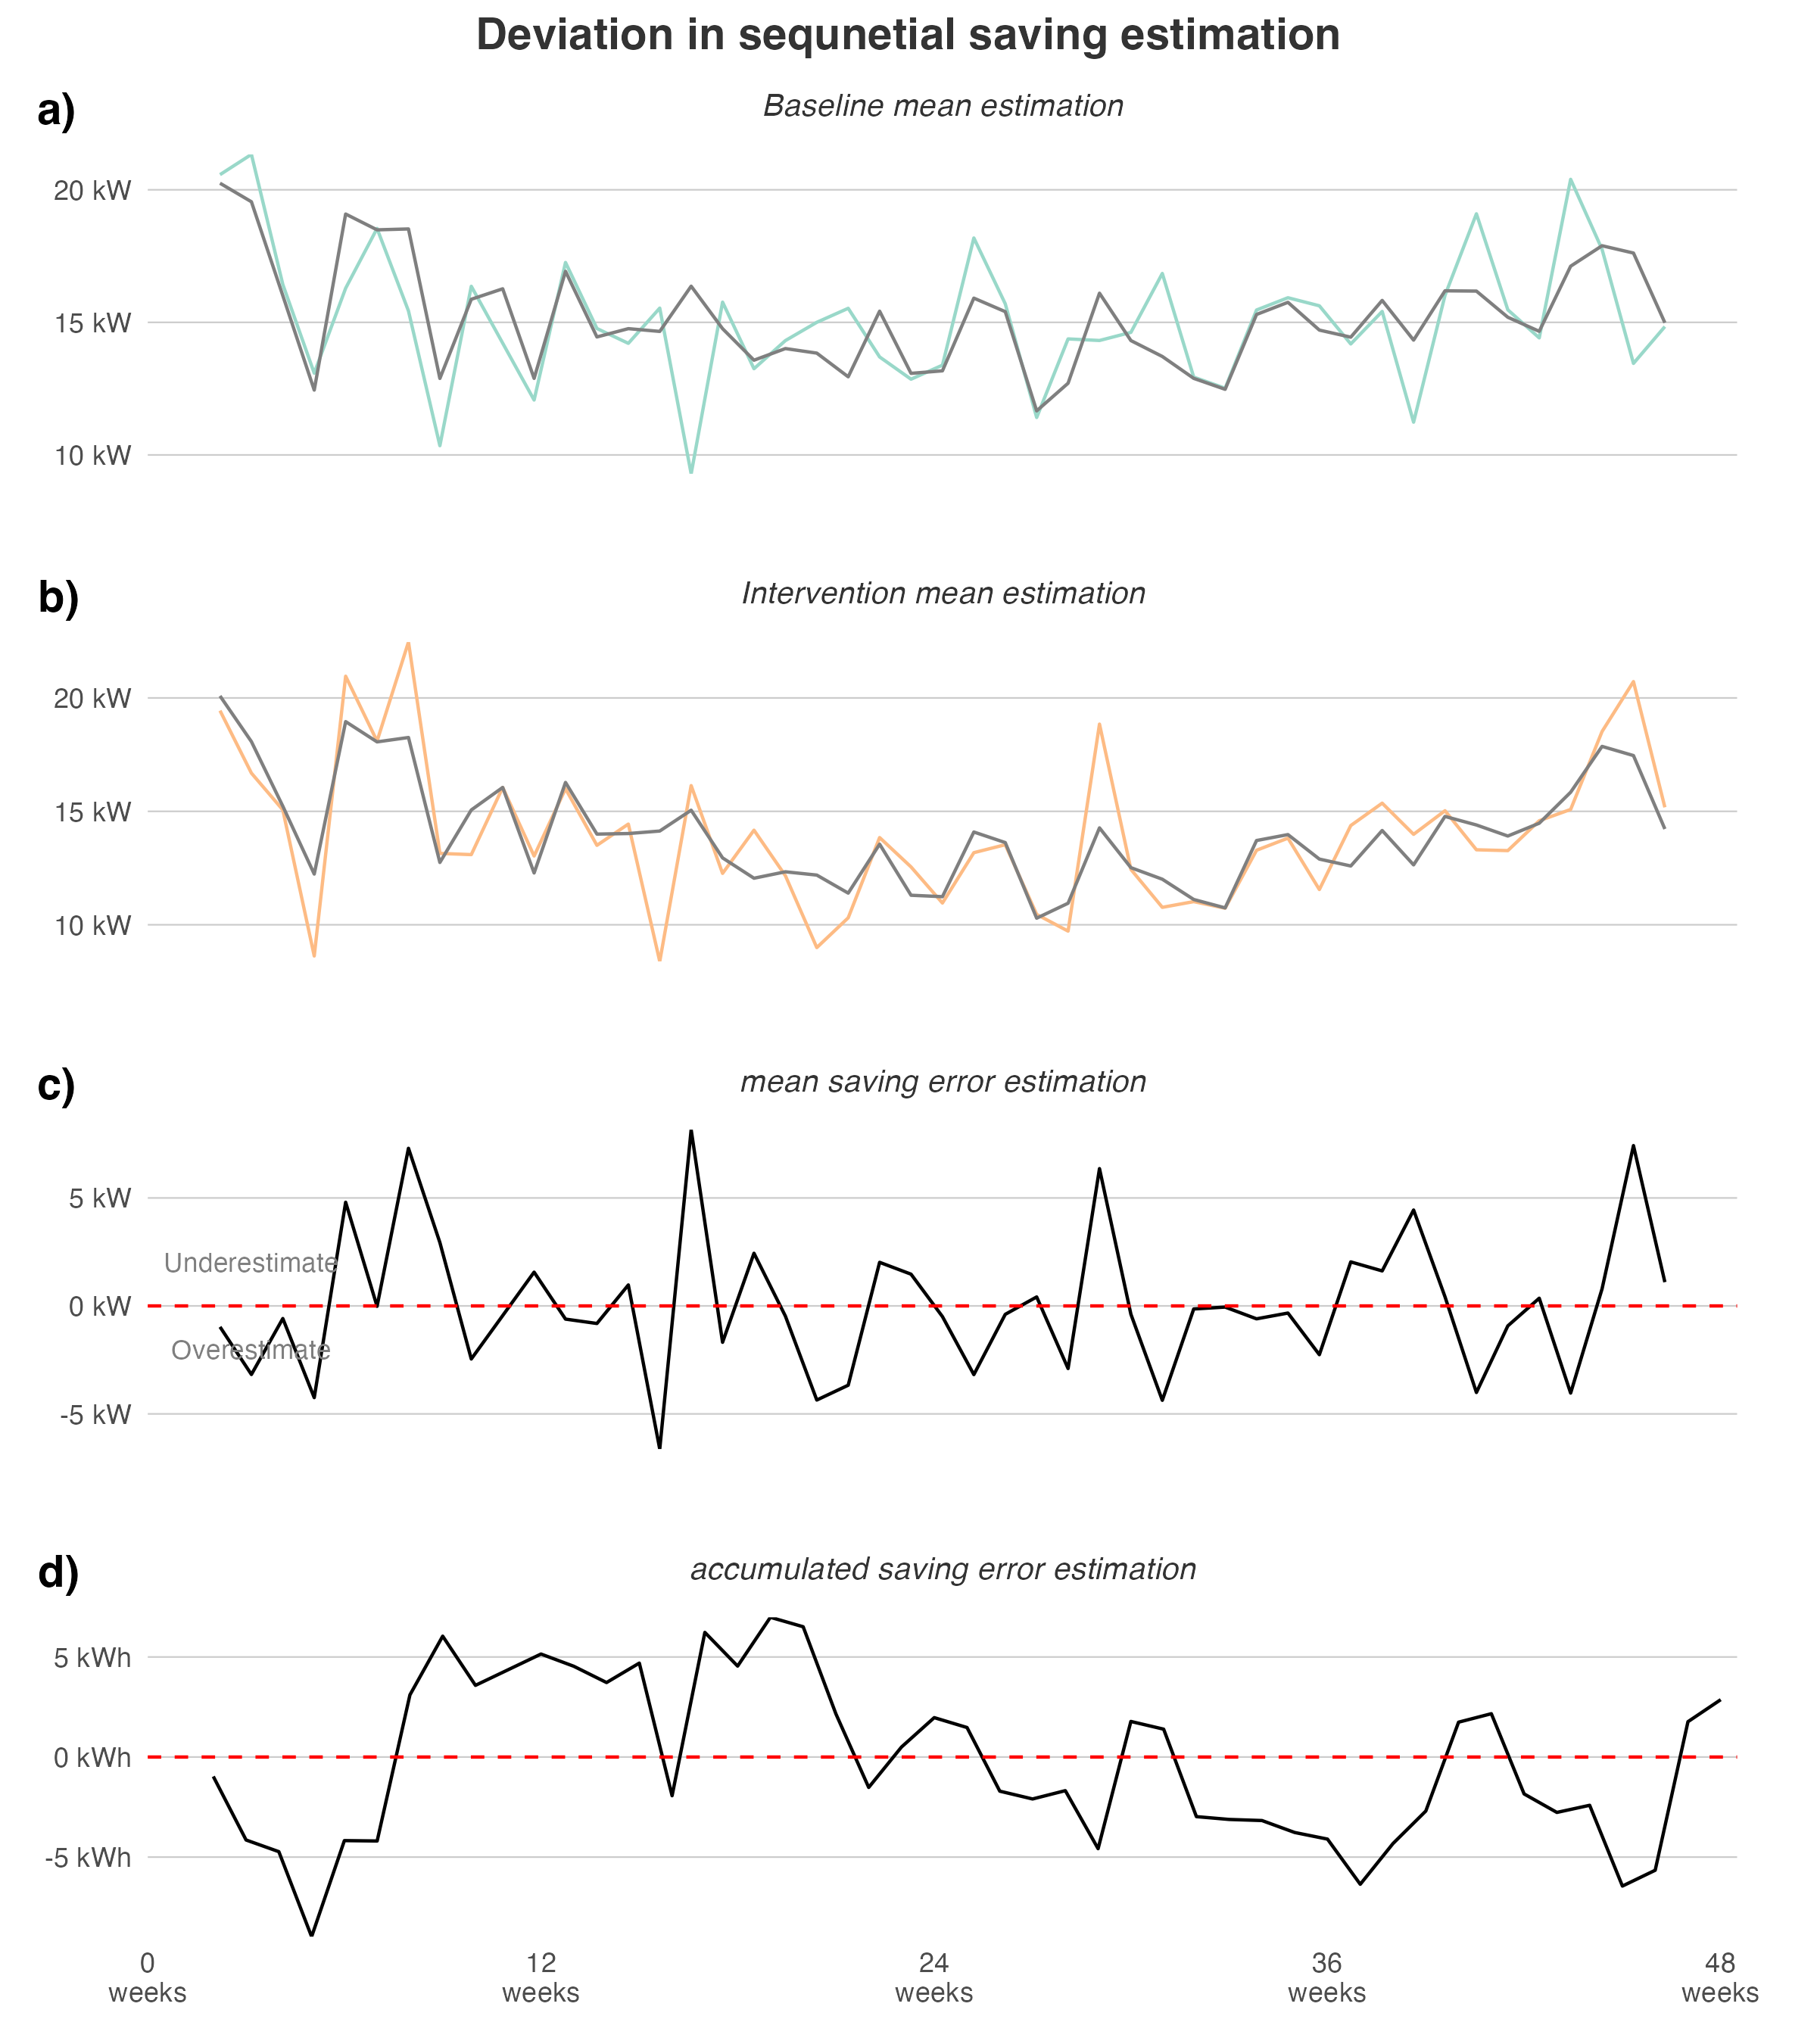 Deviation in sequnetial saving estimation
a)
Baseline mean estimation
20 kW
15 kW
10 kW
b)
Intervention mean estimation
20 kW
15 kW
10 kW
c)
mean saving error estimation
5 kW
Underestimate
0 kW
Overestimate
-5 kW
d)
accumulated saving error estimation
5 kWh
0 kWh
-5 kWh
0 12 24 36 48
weeks weeks weeks weeks weeks